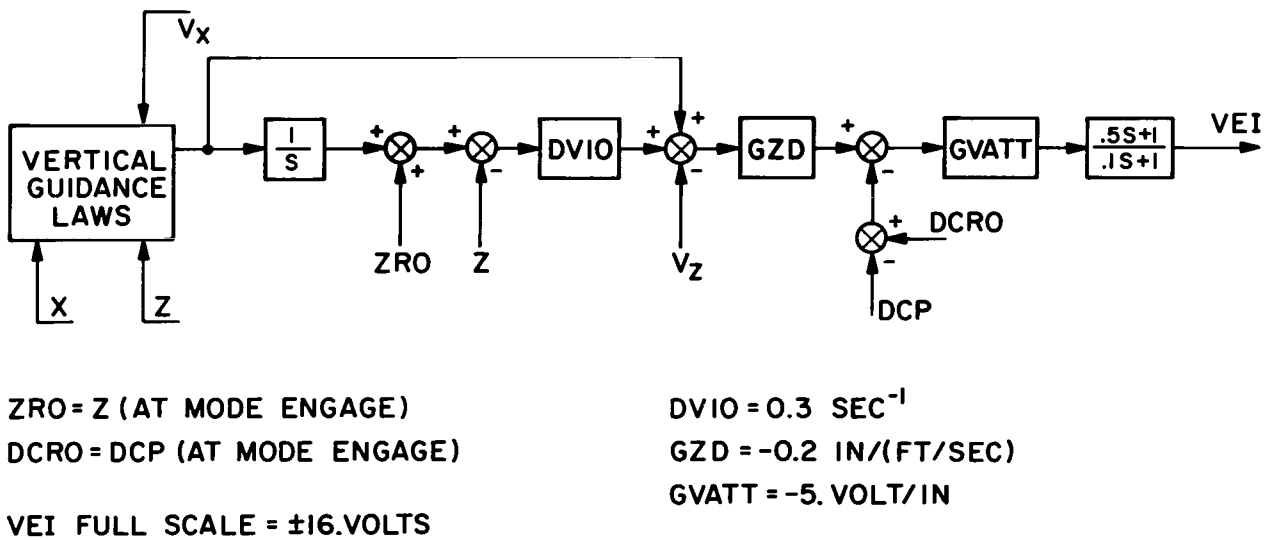 VX
VERTICAL
GUIDANCE
LAWS
X
Z
1
S
+
+
ZRO
+
-
Z
DV10
+
+
-
VZ
GZD
+
-
+
DCRO
-
DCP
GVATT
.5S+1
.1S+1
VEI
ZRO = Z (AT MODE ENGAGE)
DCRO = DCP (AT MODE ENGAGE)
VEI FULL SCALE = ±16.VOLTS
DV10 = 0.3 SEC-1
GZD = -0.2 IN/(FT/SEC)
GVATT = -5. VOLT/IN